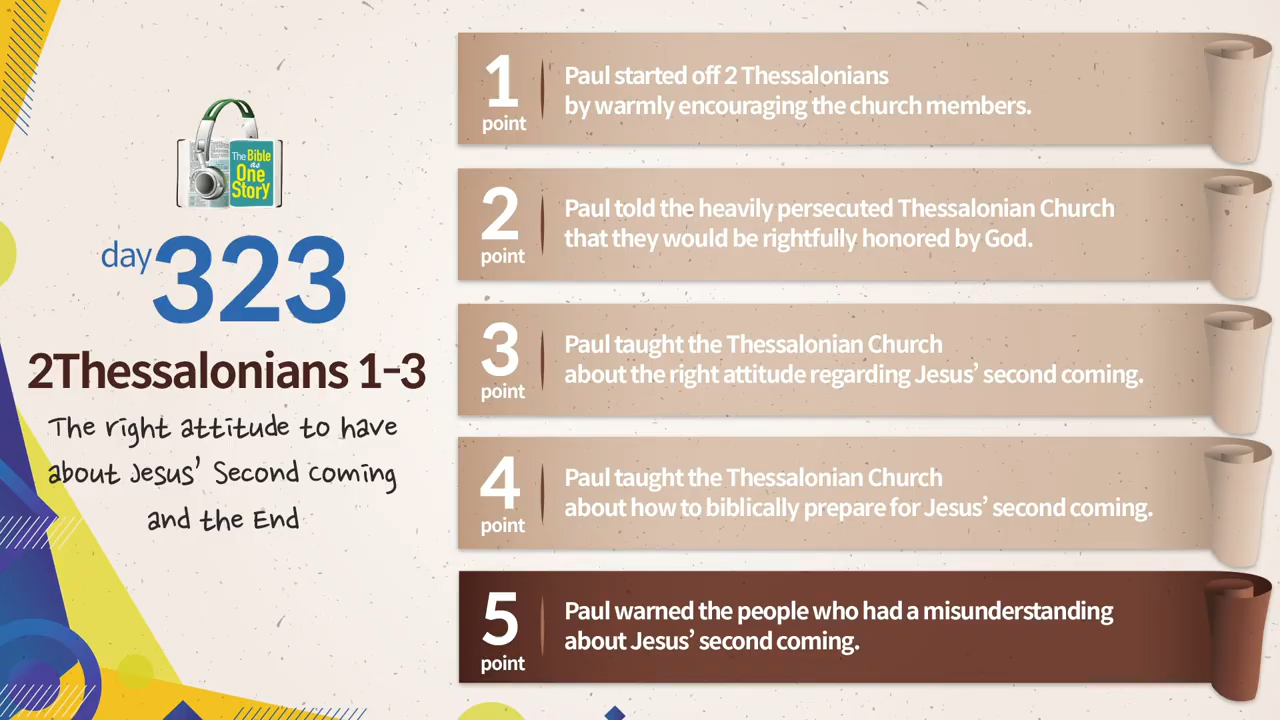 The Bible
as
One
Story
day 323
2Thessalonians 1-3
The right attitude to have
about Jesus' Second coming
and the End
1
point
Paul started off 2 Thessalonians
by warmly encouraging the church members.
2
point
Paul told the heavily persecuted Thessalonian Church
that they would be rightfully honored by God.
3
point
Paul taught the Thessalonian Church
about the right attitude regarding Jesus' second coming.
4
point
Paul taught the Thessalonian Church
about how to biblically prepare for Jesus' second coming.
5
point
Paul warned the people who had a misunderstanding
about Jesus' second coming.